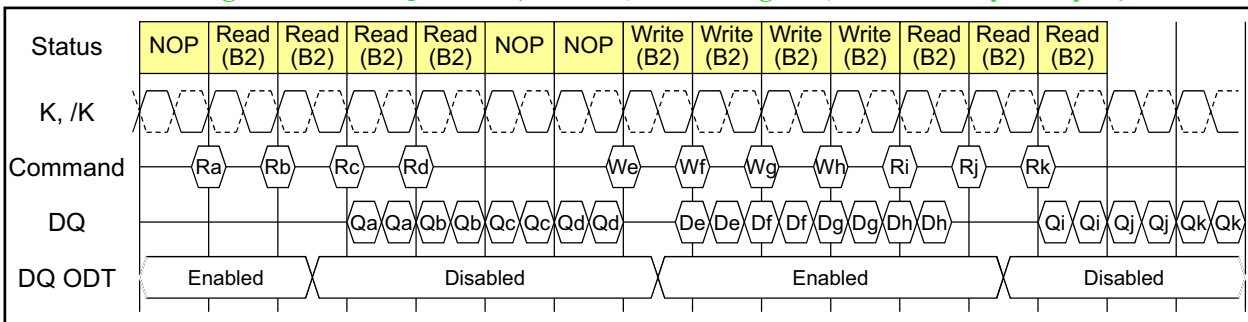 Status NOP Read (B2) Read (B2) Read (B2) Read (B2) NOP NOP Write (B2) Write (B2) Write (B2) Write (B2) Read (B2) Read (B2) Read (B2)
K, /K
Command Ra Rb Rc Rd We Wf Wg Wh Ri Rj Rk
DQ Qa Qa Qb Qb Qc Qc Qd Qd De De Df Df Dg Dg Dh Dh Qi Qi Qj Qj Qk Qk
DQ ODT Enabled Disabled Enabled Disabled